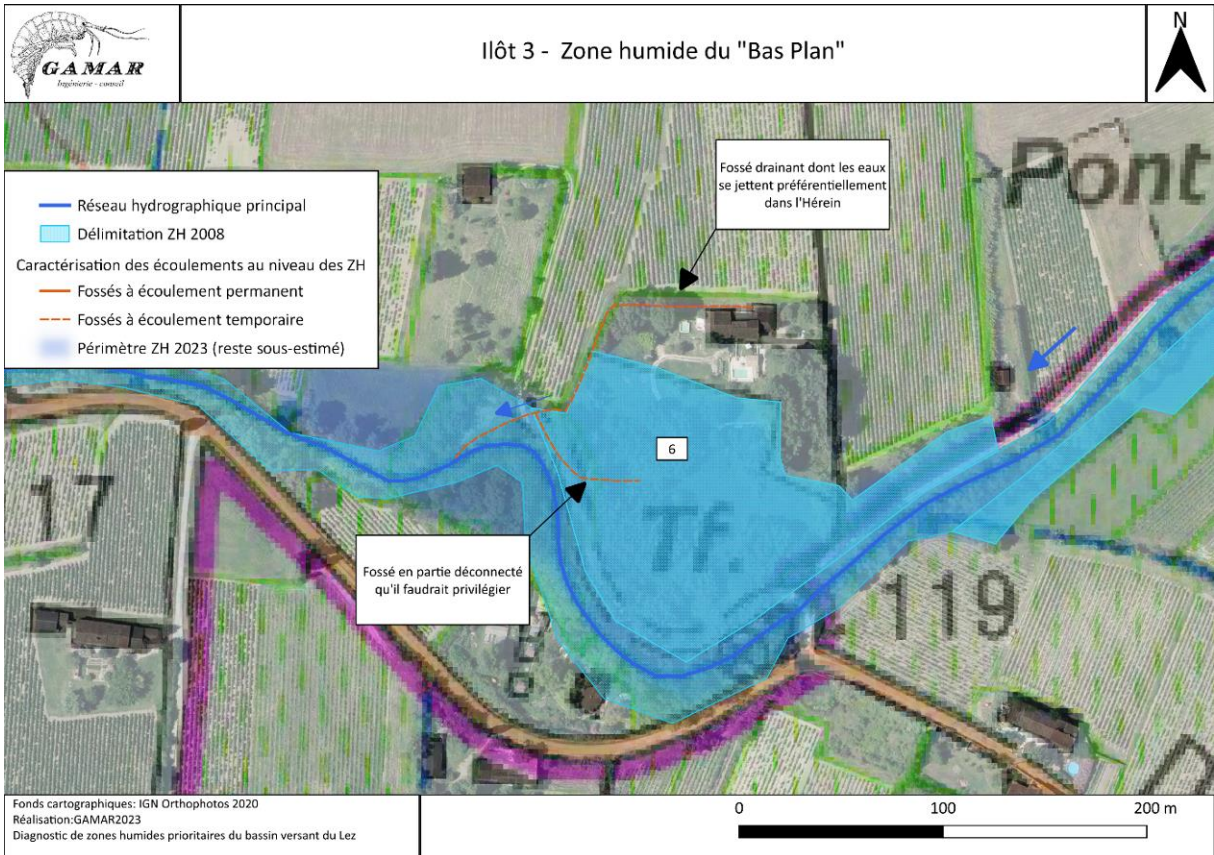 GAMAR
Ingénierie - conseil
Ilôt 3 - Zone humide du "Bas Plan"
N
Réseau hydrographique principal
Délimitation ZH 2008
Caractérisation des écoulements au niveau des ZH
Fossés à écoulement permanent
Fossés à écoulement temporaire
Périmètre ZH 2023 (reste sous-estimé)
Fossé drainant dont les eaux
se jettent préférentiellement
dans l'Hérein
Pont
6
17
Tf.
Fossé en partie déconnecté
qu'il faudrait privilégier
119
Fonds cartographiques: IGN Orthophotos 2020
Réalisation:GAMAR2023
Diagnostic de zones humides prioritaires du bassin versant du Lez
0
100
200 m